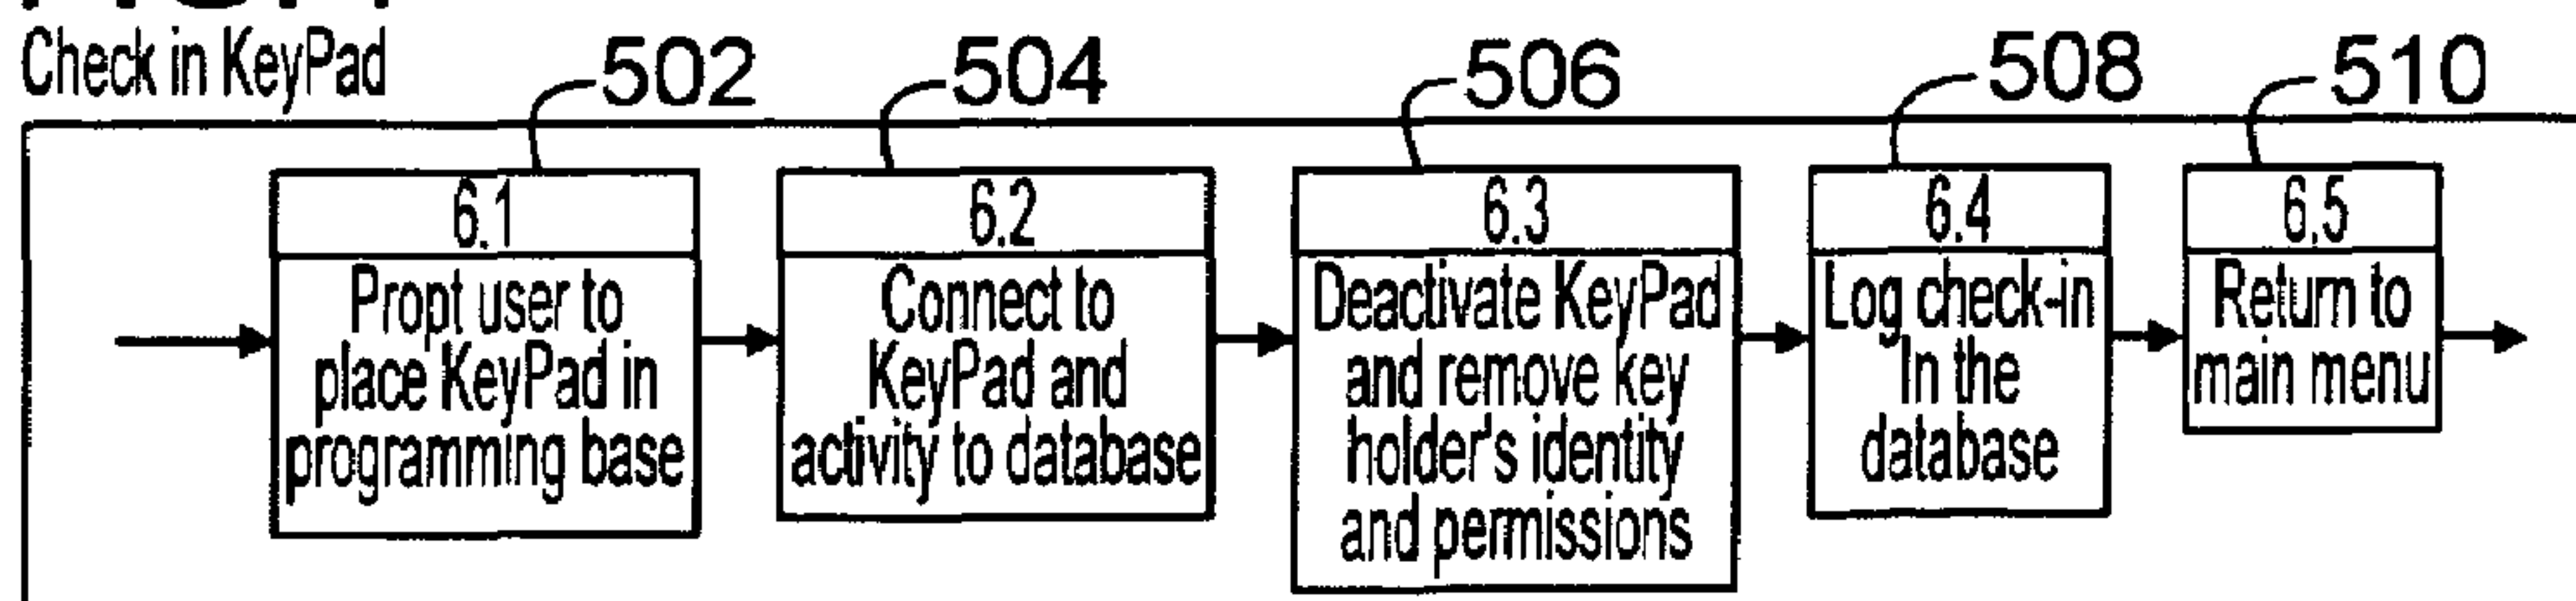 Check in KeyPad
502
504
506
508
510
6.1
Propt user to
place KeyPad in
programming base
6.2
Connect to
KeyPad and
activity to database
6.3
Deactivate KeyPad
and remove key
holder's identity
and permissions
6.4
Log check-in
In the
database
6.5
Return to
main menu